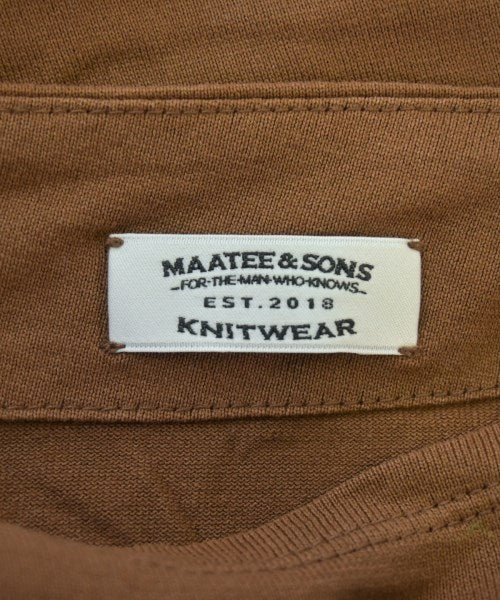 MAATEE & SONS
-FOR-THE-MAN-WHO-KNOWS-
EST.2018
KNITWEAR